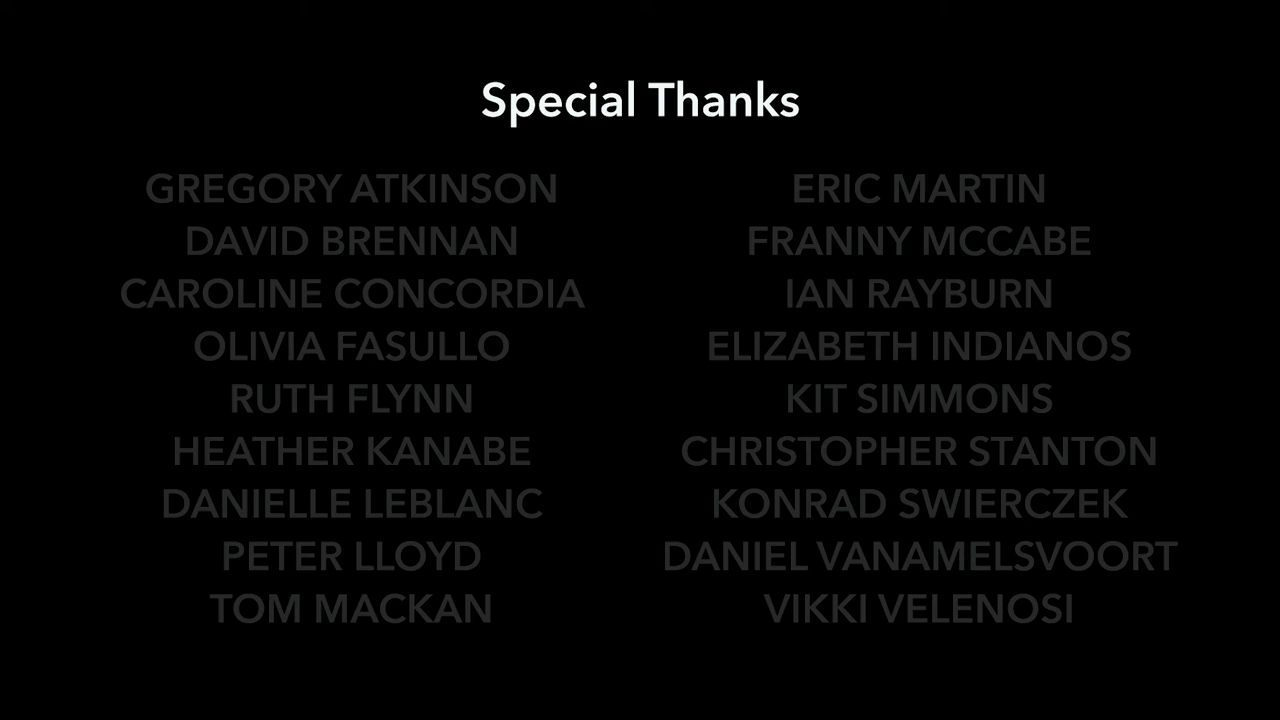 Special Thanks
GREGORY ATKINSON
DAVID BRENNAN
CAROLINE CONCORDIA
OLIVIA FASULLO
RUTH FLYNN
HEATHER KANABE
DANIELLE LEBLANC
PETER LLOYD
TOM MACKAN
ERIC MARTIN
FRANNY MCCABE
IAN RAYBURN
ELIZABETH INDIANOS
KIT SIMMONS
CHRISTOPHER STANTON
KONRAD SWIERCZEK
DANIEL VANAMELSVOORT
VIKKI VELENOSI